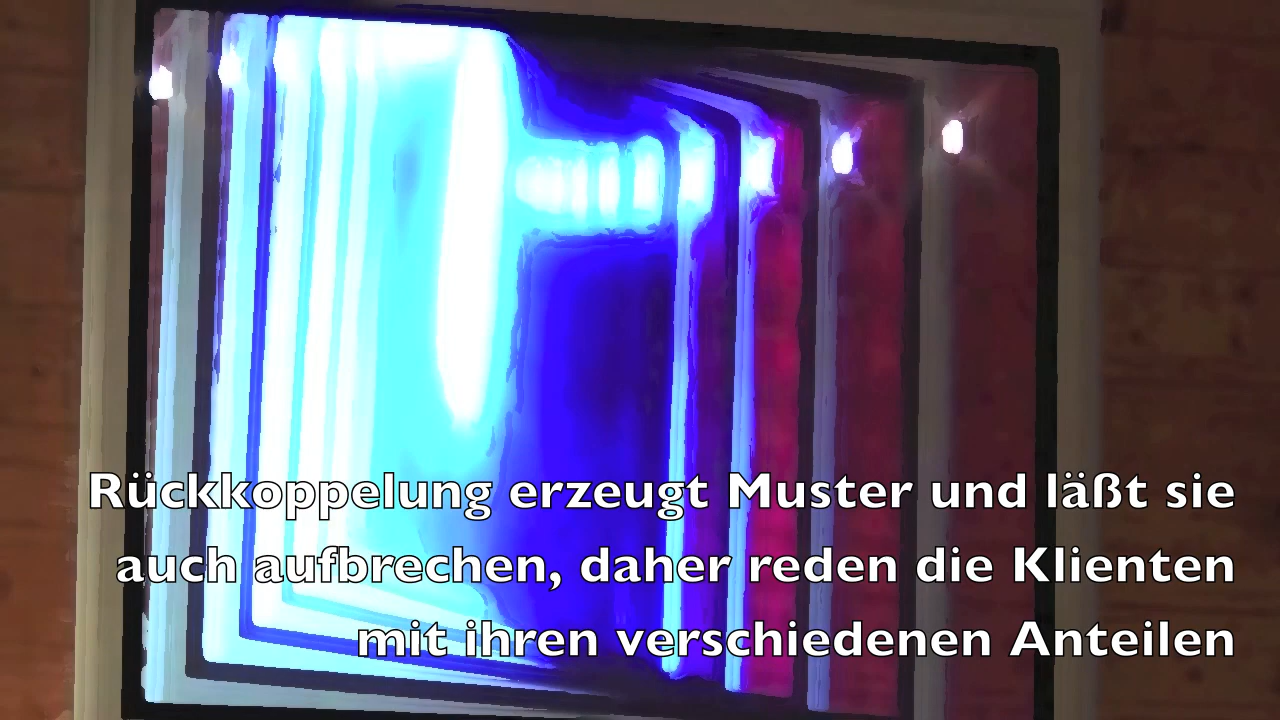 Rückkoppelung erzeugt Muster und läßt sie
auch aufbrechen, daher reden die Klienten
mit ihren verschiedenen Anteilen